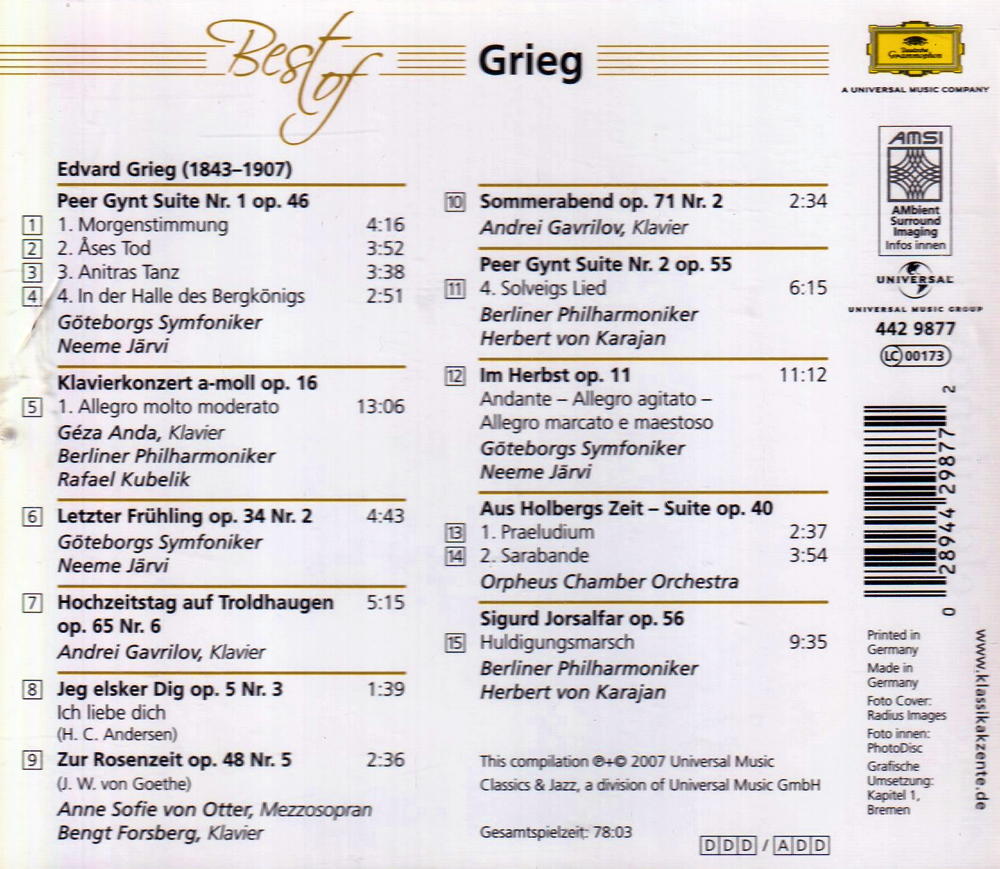 Best of Grieg
Edvard Grieg (1843–1907)
Peer Gynt Suite Nr. 1 op. 46
1 1. Morgenstimmung 4:16
2 2. Åses Tod 3:52
3 3. Anitras Tanz 3:38
4 4. In der Halle des Bergkönigs 2:51
Göteborgs Symfoniker
Neeme Järvi
Klavierkonzert a-moll op. 16
5 1. Allegro molto moderato 13:06
Géza Anda, Klavier
Berliner Philharmoniker
Rafael Kubelik
6 Letzter Frühling op. 34 Nr. 2 4:43
Göteborgs Symfoniker
Neeme Järvi
7 Hochzeitstag auf Troldhaugen 5:15
op. 65 Nr. 6
Andrei Gavrilov, Klavier
8 Jeg elsker Dig op. 5 Nr. 3 1:39
Ich liebe dich
(H. C. Andersen)
9 Zur Rosenzeit op. 48 Nr. 5 2:36
(J. W. von Goethe)
Anne Sofie von Otter, Mezzosopran
Bengt Forsberg, Klavier
10 Sommerabend op. 71 Nr. 2 2:34
Andrei Gavrilov, Klavier
Peer Gynt Suite Nr. 2 op. 55
11 4. Solveigs Lied 6:15
Berliner Philharmoniker
Herbert von Karajan
12 Im Herbst op. 11 11:12
Andante – Allegro agitato –
Allegro marcato e maestoso
Göteborgs Symfoniker
Neeme Järvi
Aus Holbergs Zeit – Suite op. 40
13 1. Praeludium 2:37
14 2. Sarabande 3:54
Orpheus Chamber Orchestra
Sigurd Jorsalfar op. 56
15 Huldigungsmarsch 9:35
Berliner Philharmoniker
Herbert von Karajan
This compilation ℗+© 2007 Universal Music
Classics & Jazz, a division of Universal Music GmbH
Gesamtspielzeit: 78:03
DDD / ADD
Deutsche
Grammophon
A UNIVERSAL MUSIC COMPANY
AMSI
AMbient
Surround
Imaging
Infos innen
UNIVERSAL
UNIVERSAL MUSIC GROUP
442 9877
LC 00173
0 28944 29877 2
Printed in
Germany
Made in
Germany
Foto Cover:
Radius Images
Foto innen:
PhotoDisc
Grafische
Umsetzung:
Kapitel 1,
Bremen
www.klassikakzente.de